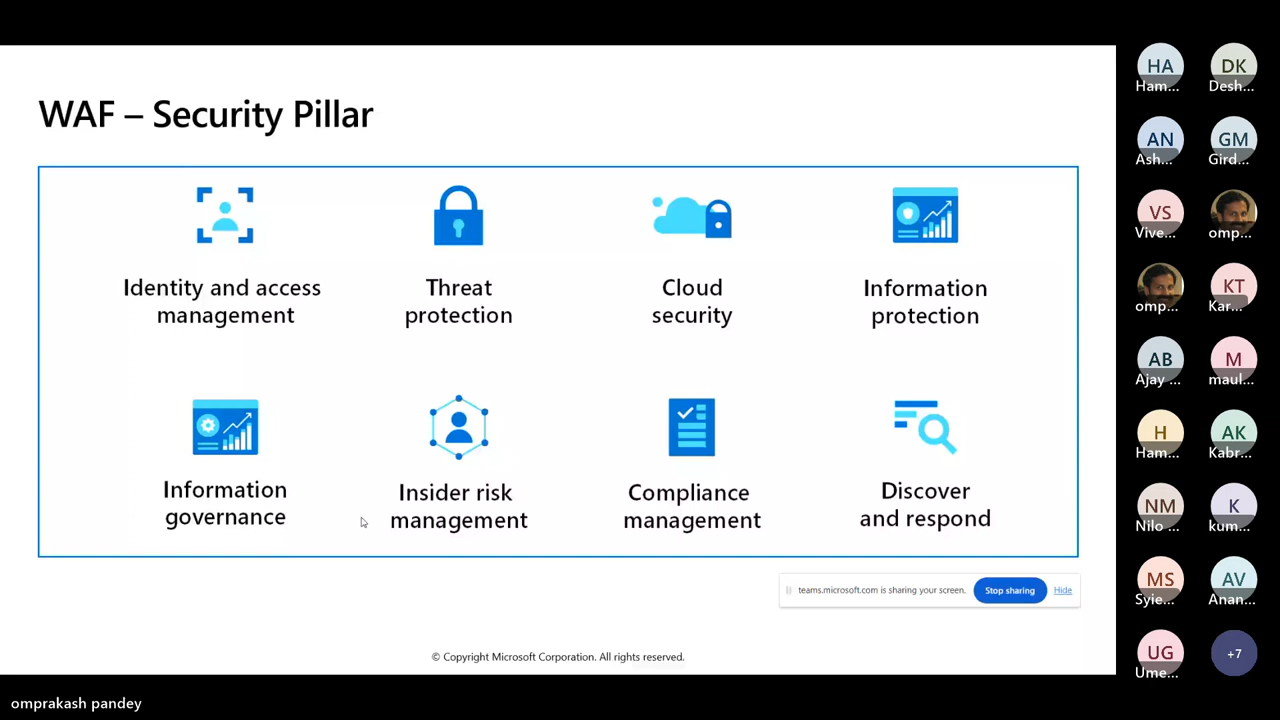 WAF – Security Pillar
Identity and access
management
Threat
protection
Cloud
security
Information
protection
Information
governance
Insider risk
management
Compliance
management
Discover
and respond
teams.microsoft.com is sharing your screen.
Stop sharing
Hide
© Copyright Microsoft Corporation. All rights reserved.
omprakash pandey
HA
Ham...
DK
Desh...
AN
Ash...
GM
Gird...
VS
Vive...
omp...
omp...
KT
Kar...
AB
Ajay ...
M
maul...
H
Ham...
AK
Kabr...
NM
Nilo ...
K
kum...
MS
Syie...
AV
Anan...
UG
Ume...
+7